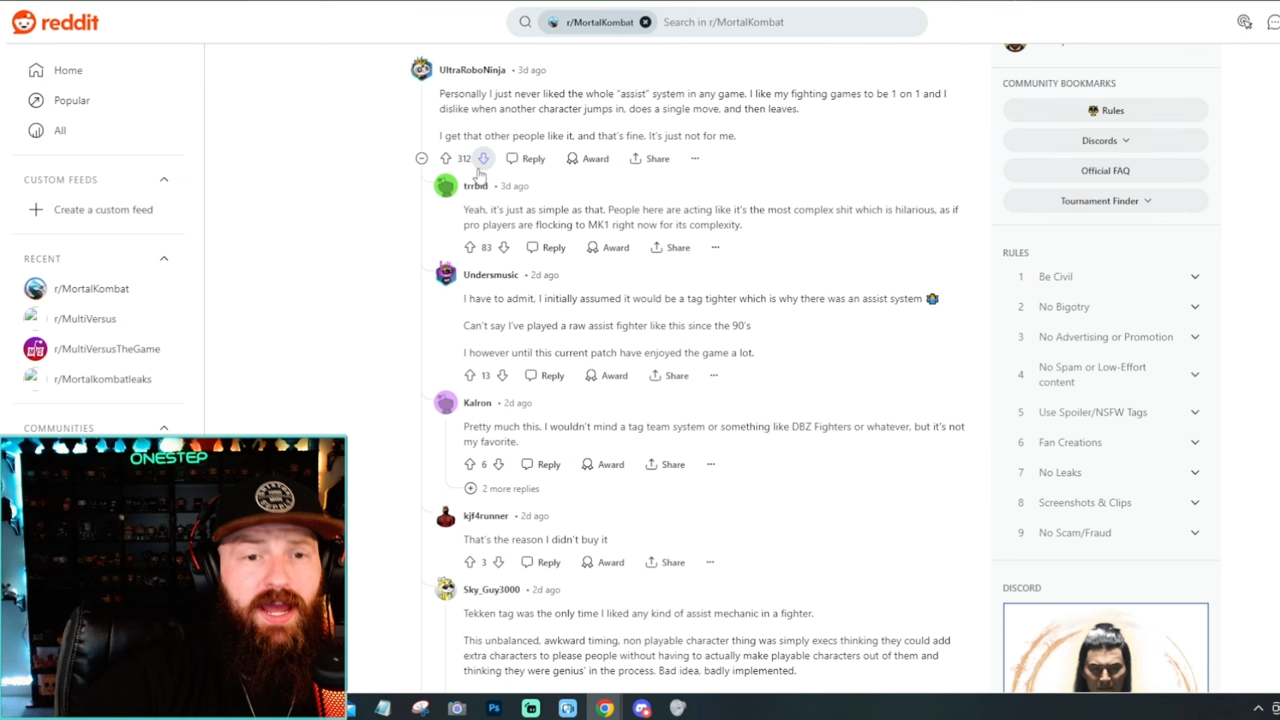 reddit
r/MortalKombat
Search in r/MortalKombat
Home
Popular
All
CUSTOM FEEDS
Create a custom feed
RECENT
r/MortalKombat
r/MultiVersus
r/MultiVersusTheGame
r/Mortalkombatleaks
COMMUNITIES
ONESTEP
UltraRoboNinja • 3d ago
Personally I just never liked the whole "assist" system in any game. I like my fighting games to be 1 on 1 and I
dislike when another character jumps in, does a single move, and then leaves.
I get that other people like it, and that's fine. It's just not for me.
312 Reply Award Share ...
trrbld • 3d ago
Yeah, it's just as simple as that. People here are acting like it's the most complex shit which is hilarious, as if
pro players are flocking to MK1 right now for its complexity.
83 Reply Award Share ...
Undersmusic • 2d ago
I have to admit, I initially assumed it would be a tag tighter which is why there was an assist system 🤷‍♂️
Can't say I've played a raw assist fighter like this since the 90's
I however until this current patch have enjoyed the game a lot.
13 Reply Award Share ...
Kalron • 2d ago
Pretty much this. I wouldn't mind a tag team system or something like DBZ Fighters or whatever, but it's not
my favorite.
6 Reply Award Share ...
2 more replies
kjf4runner • 2d ago
That's the reason I didn't buy it
3 Reply Award Share ...
Sky_Guy3000 • 2d ago
Tekken tag was the only time I liked any kind of assist mechanic in a fighter.
This unbalanced, awkward timing, non playable character thing was simply execs thinking they could add
extra characters to please people without having to actually make playable characters out of them and
thinking they were genius' in the process. Bad idea, badly implemented.
COMMUNITY BOOKMARKS
Rules
Discords
Official FAQ
Tournament Finder
RULES
1 Be Civil
2 No Bigotry
3 No Advertising or Promotion
4 No Spam or Low-Effort
content
5 Use Spoiler/NSFW Tags
6 Fan Creations
7 No Leaks
8 Screenshots & Clips
9 No Scam/Fraud
DISCORD
Ps